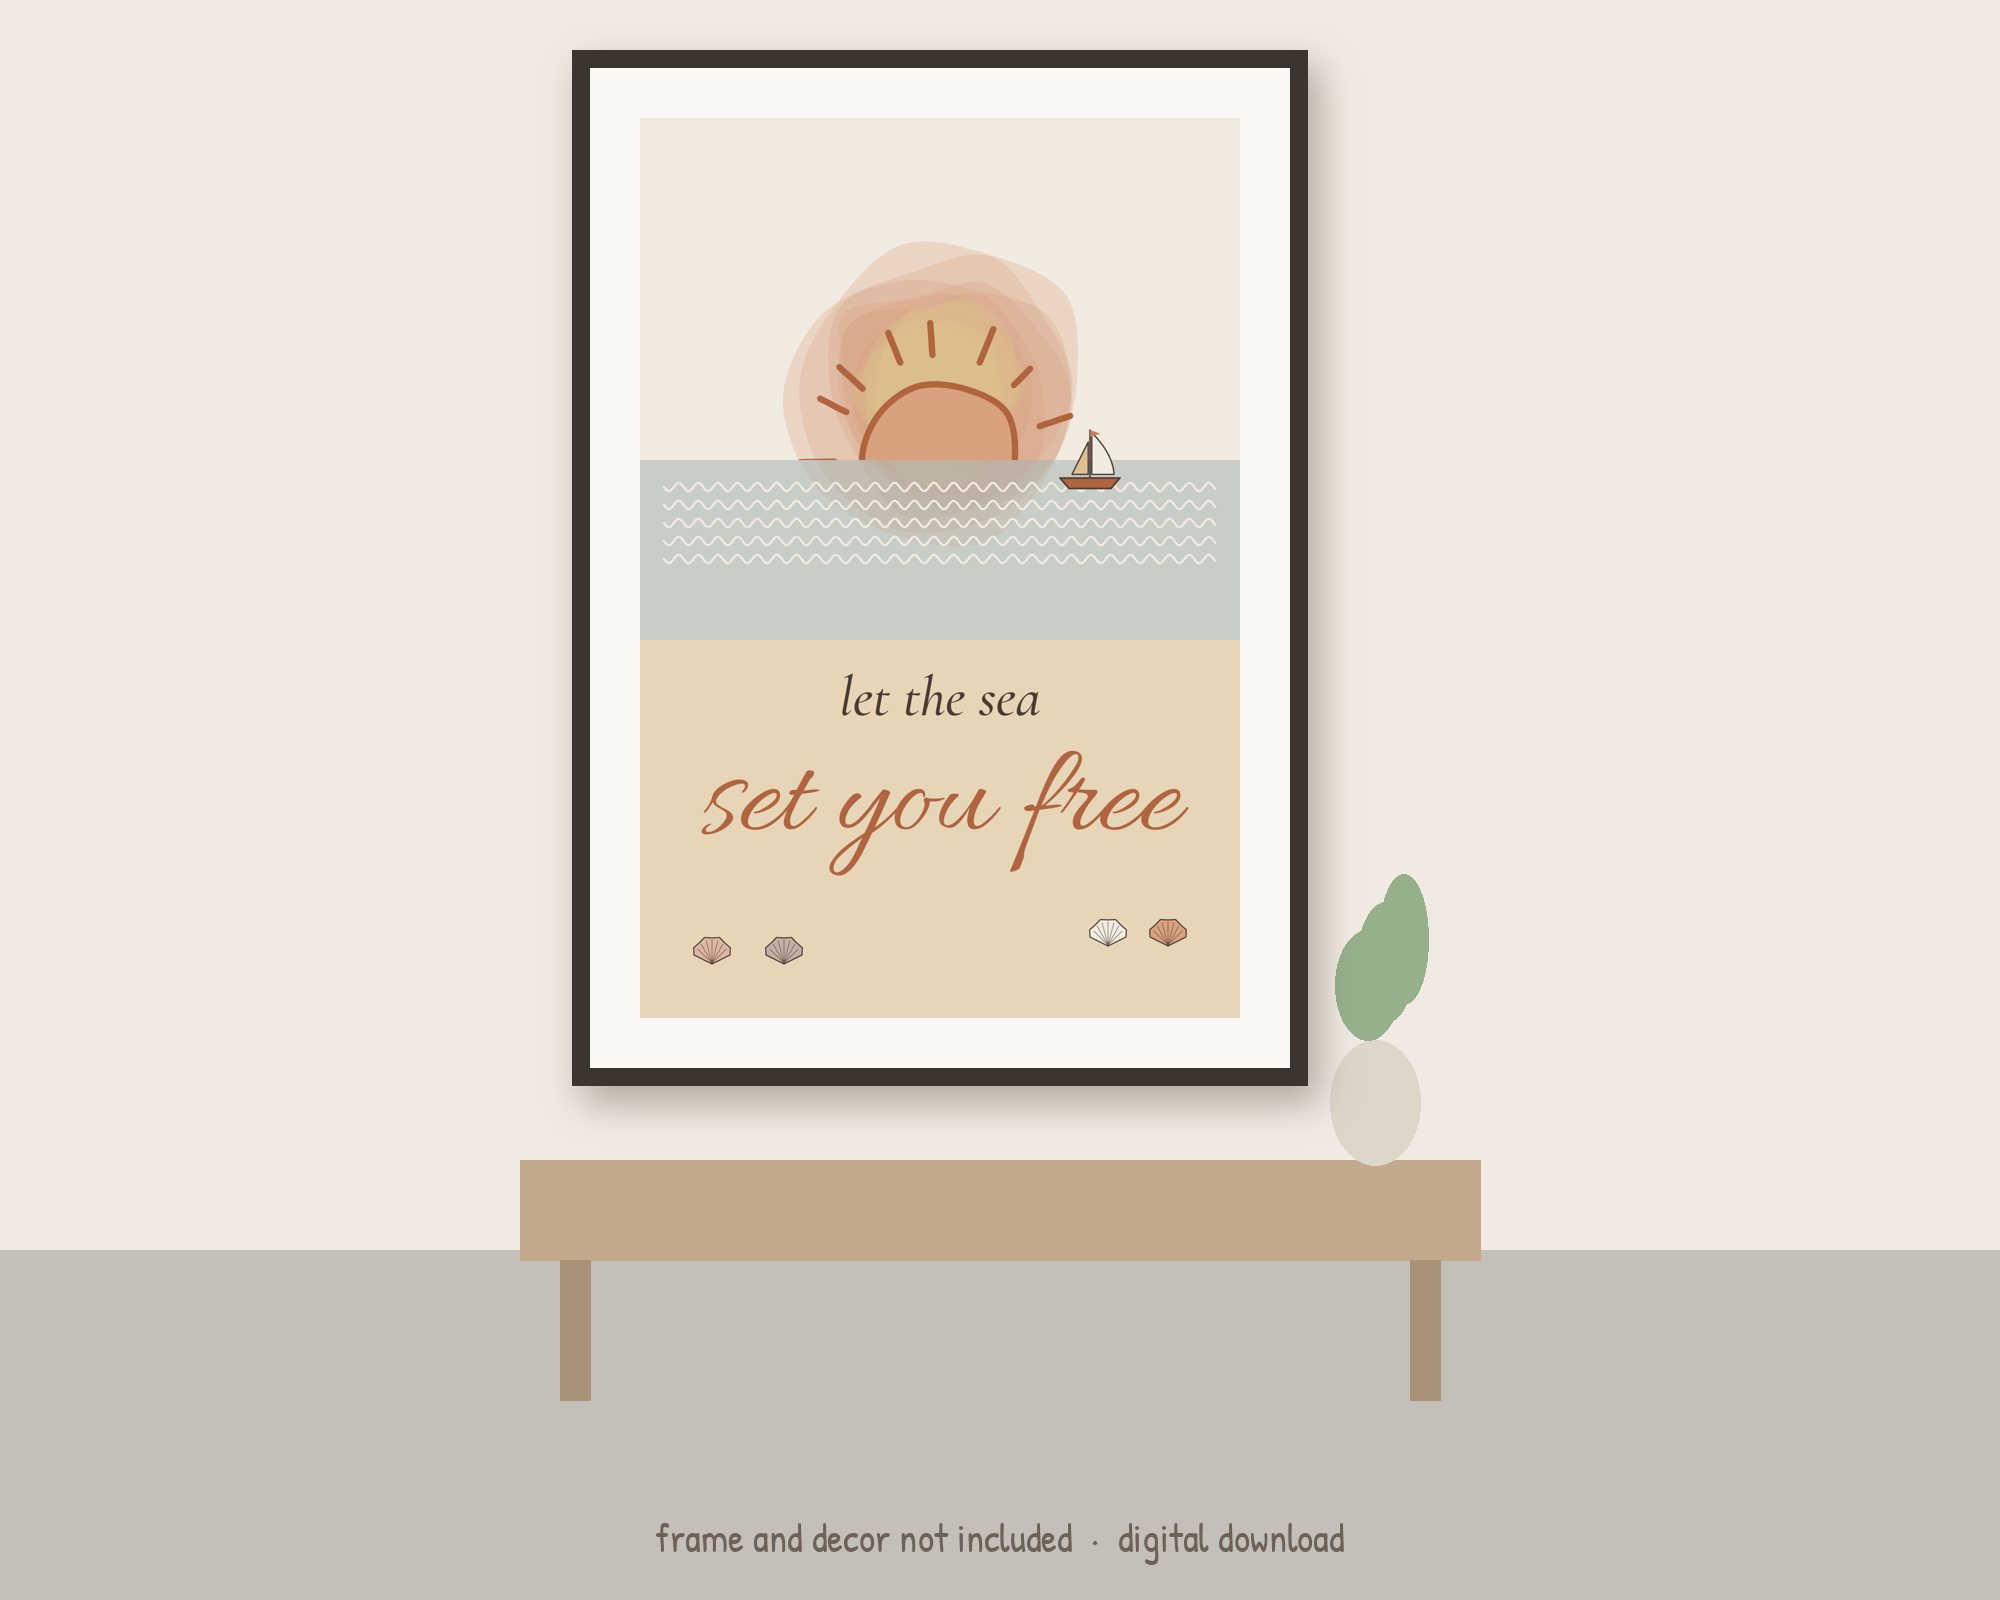 let the sea
set you free
frame and decor not included · digital download